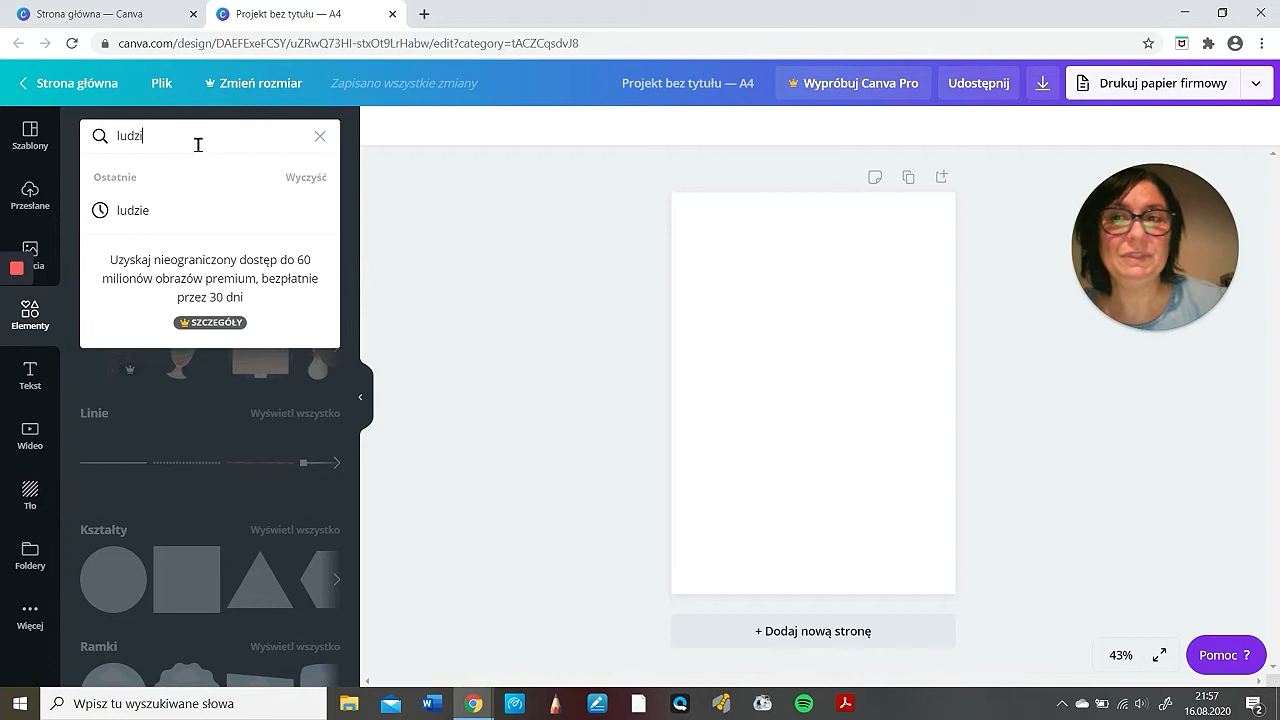 Strona główna — Canva
Projekt bez tytułu — A4
canva.com/design/DAEFExeFCSY/uZRwQ73HI-stxOt9LrHabw/edit?category=tACZCqsdvJ8
Strona główna
Plik
Zmień rozmiar
Zapisano wszystkie zmiany
Projekt bez tytułu — A4
Wypróbuj Canva Pro
Udostępnij
Drukuj papier firmowy
Szablony
Przesłane
cia
Elementy
Tekst
Wideo
Tło
Foldery
Więcej
ludzi
Ostatnie
Wyczyść
ludzie
Uzyskaj nieograniczony dostęp do 60
milionów obrazów premium, bezpłatnie
przez 30 dni
SZCZEGÓŁY
Linie
Wyświetl wszystko
Kształty
Wyświetl wszystko
Ramki
Wyświetl wszystko
+ Dodaj nową stronę
43%
Pomoc ?
Wpisz tu wyszukiwane słowa
21:57
16.08.2020
2